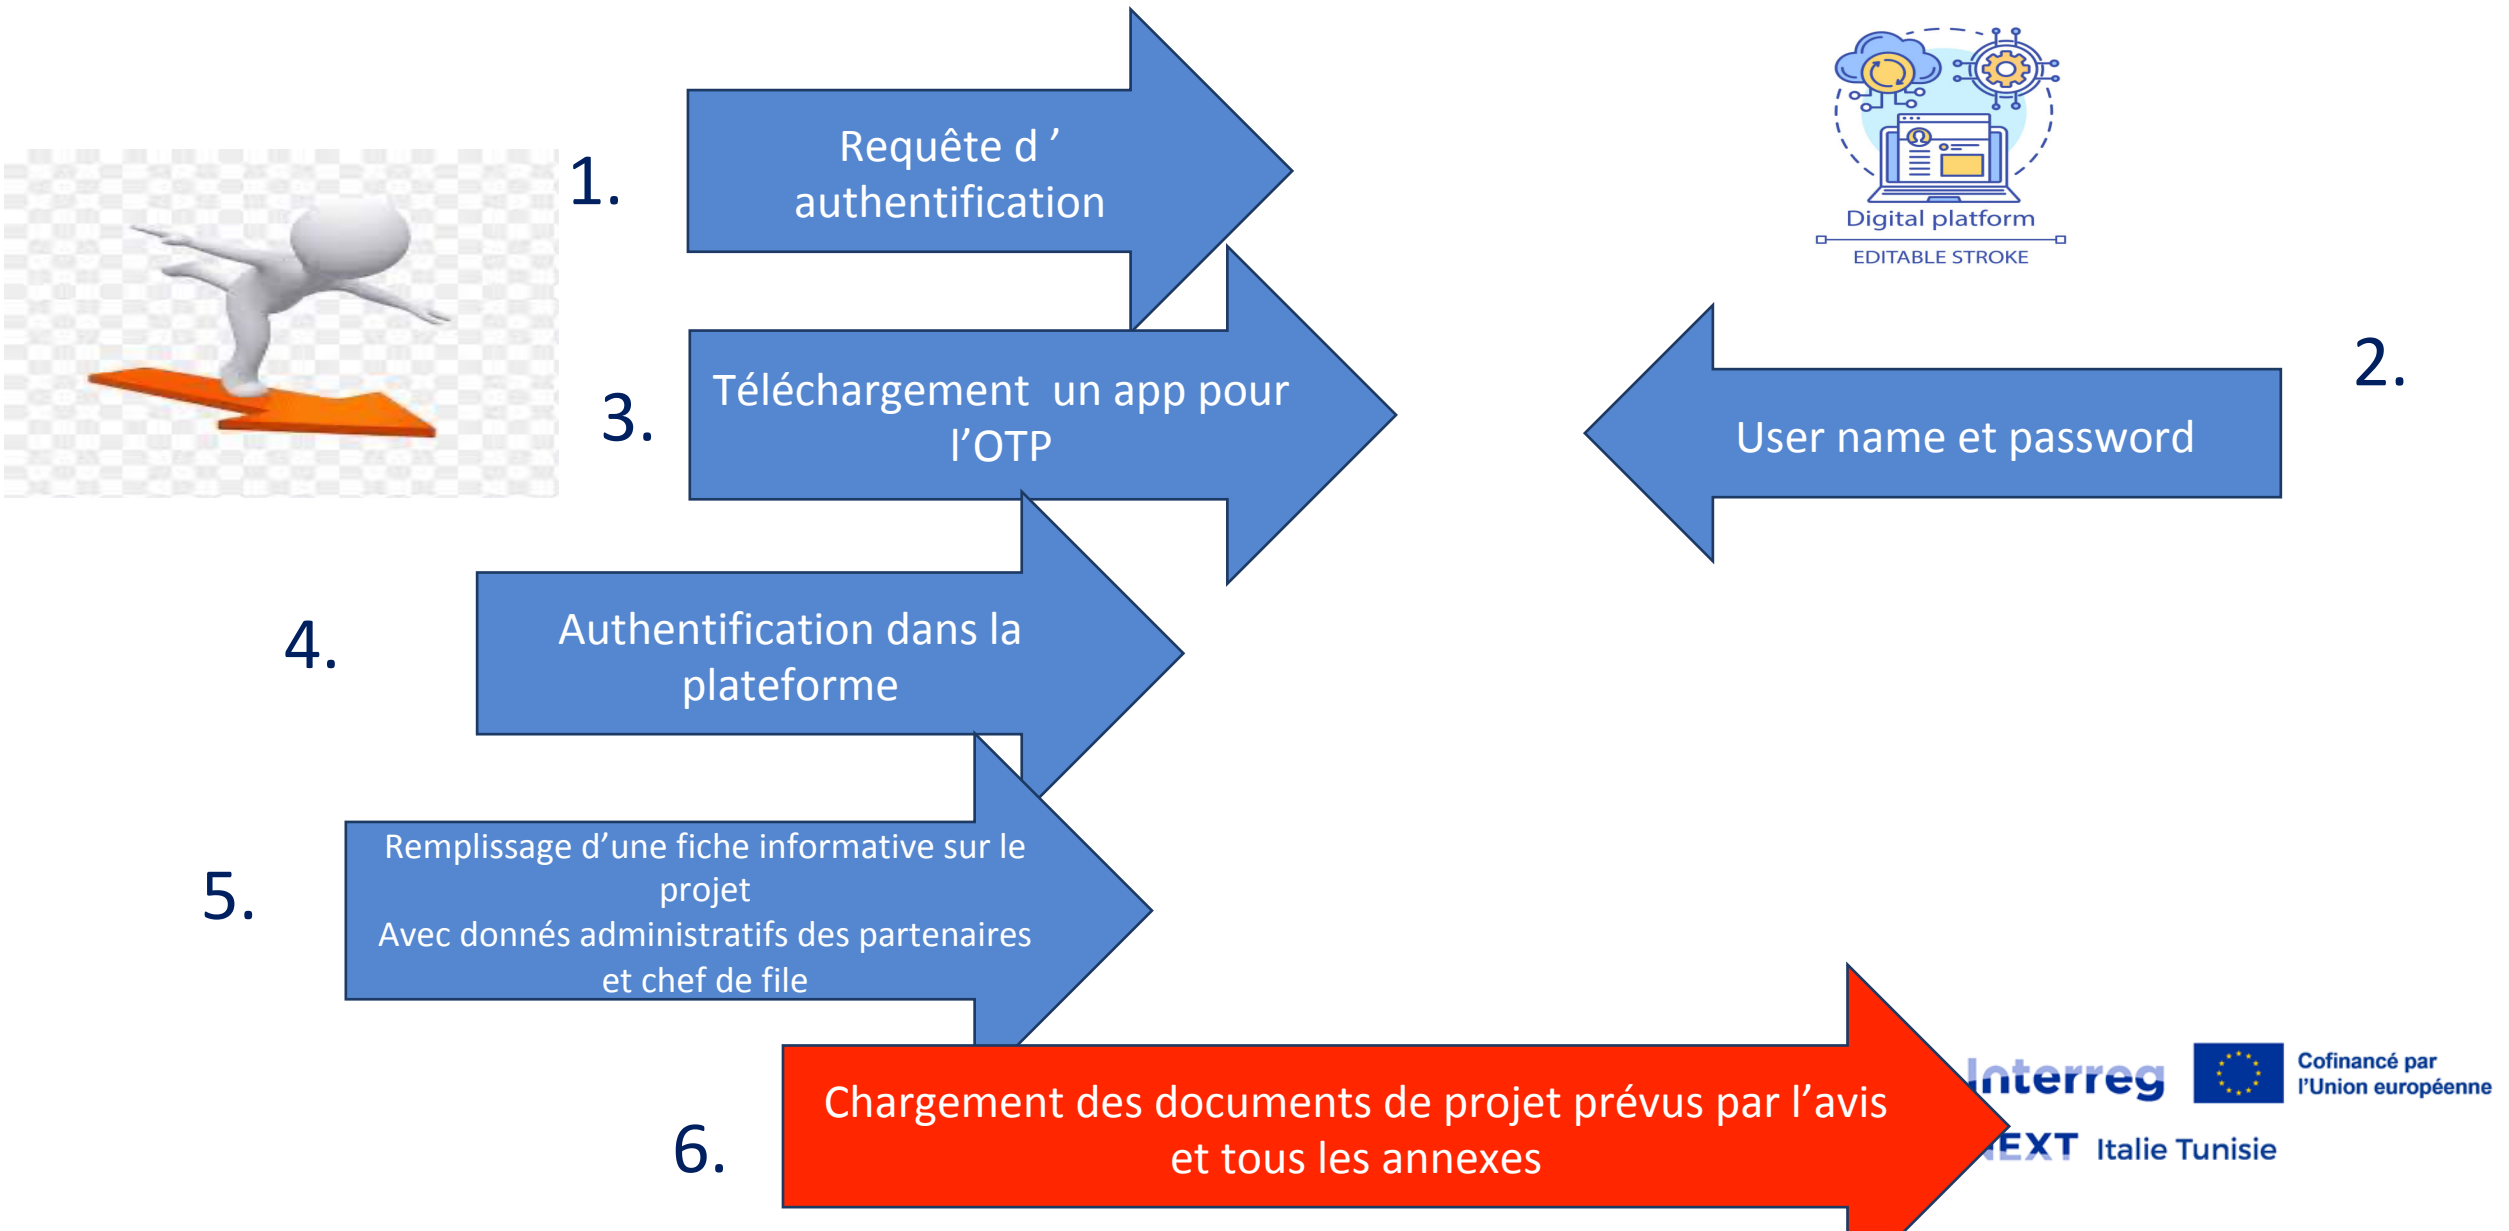 1.
Requête d ’
authentification
Digital platform
EDITABLE STROKE
2.
User name et password
3.
Téléchargement  un app pour
l’OTP
4.
Authentification dans la
plateforme
5.
Remplissage d’une fiche informative sur le
projet
Avec donnés administratifs des partenaires
et chef de file
6.
Chargement des documents de projet prévus par l’avis
et tous les annexes
Interreg
Cofinancé par
l’Union européenne
NEXT Italie Tunisie